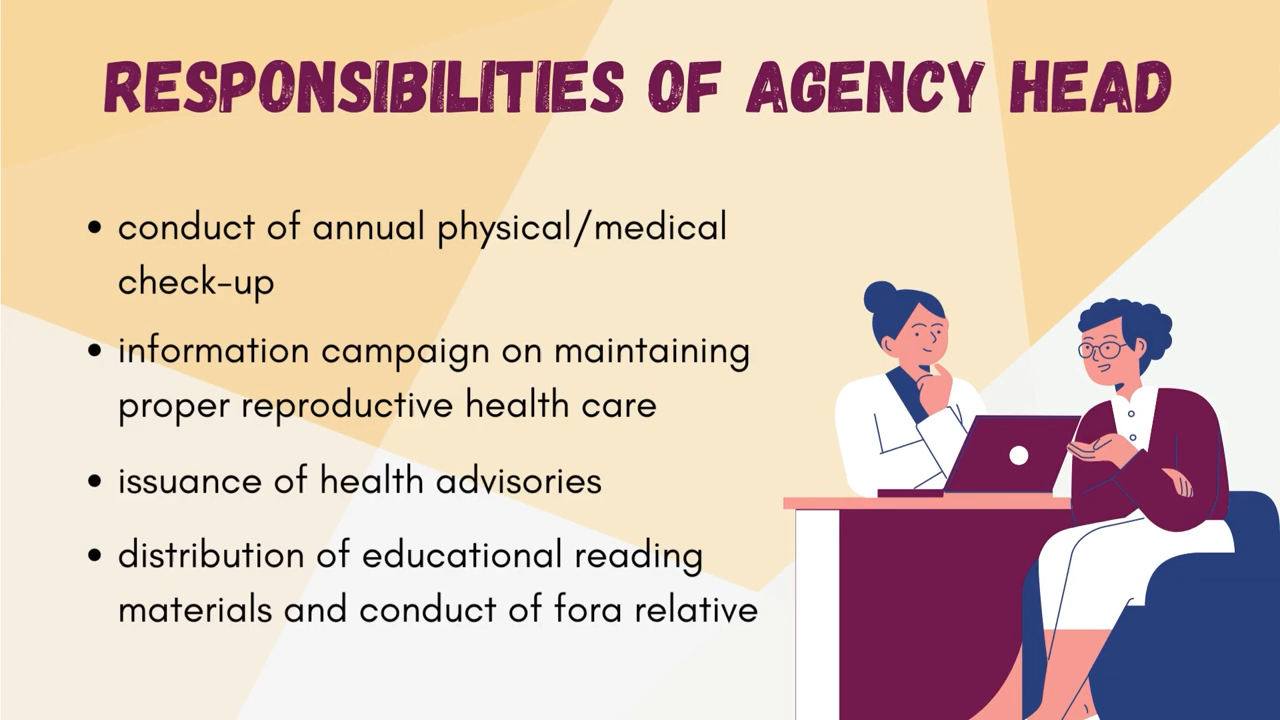 RESPONSIBILITIES OF AGENCY HEAD
• conduct of annual physical/medical
check-up
• information campaign on maintaining
proper reproductive health care
• issuance of health advisories
• distribution of educational reading
materials and conduct of fora relative